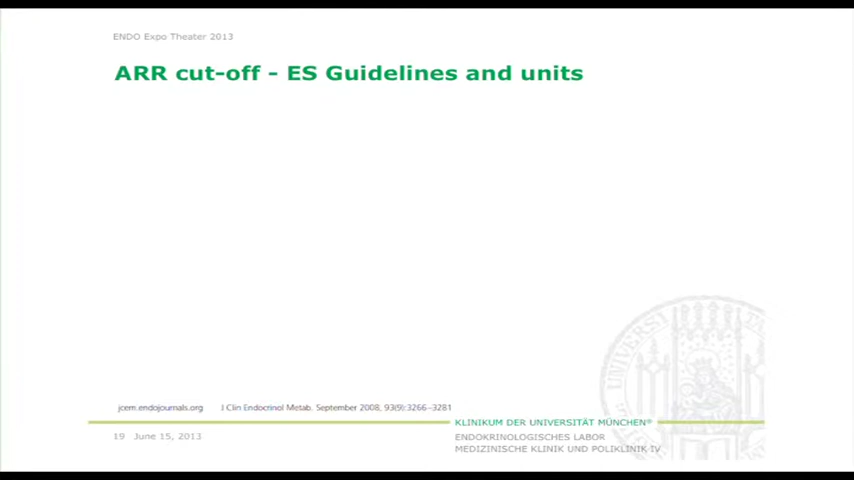 ENDO Expo Theater 2013
ARR cut-off - ES Guidelines and units
jcem.endojournals.org J Clin Endocrinol Metab. September 2008, 93(9):3266–3281
KLINIKUM DER UNIVERSITÄT MÜNCHEN®
19 June 15, 2013
ENDOKRINOLOGISCHES LABOR
MEDIZINISCHE KLINIK UND POLIKLINIK IV